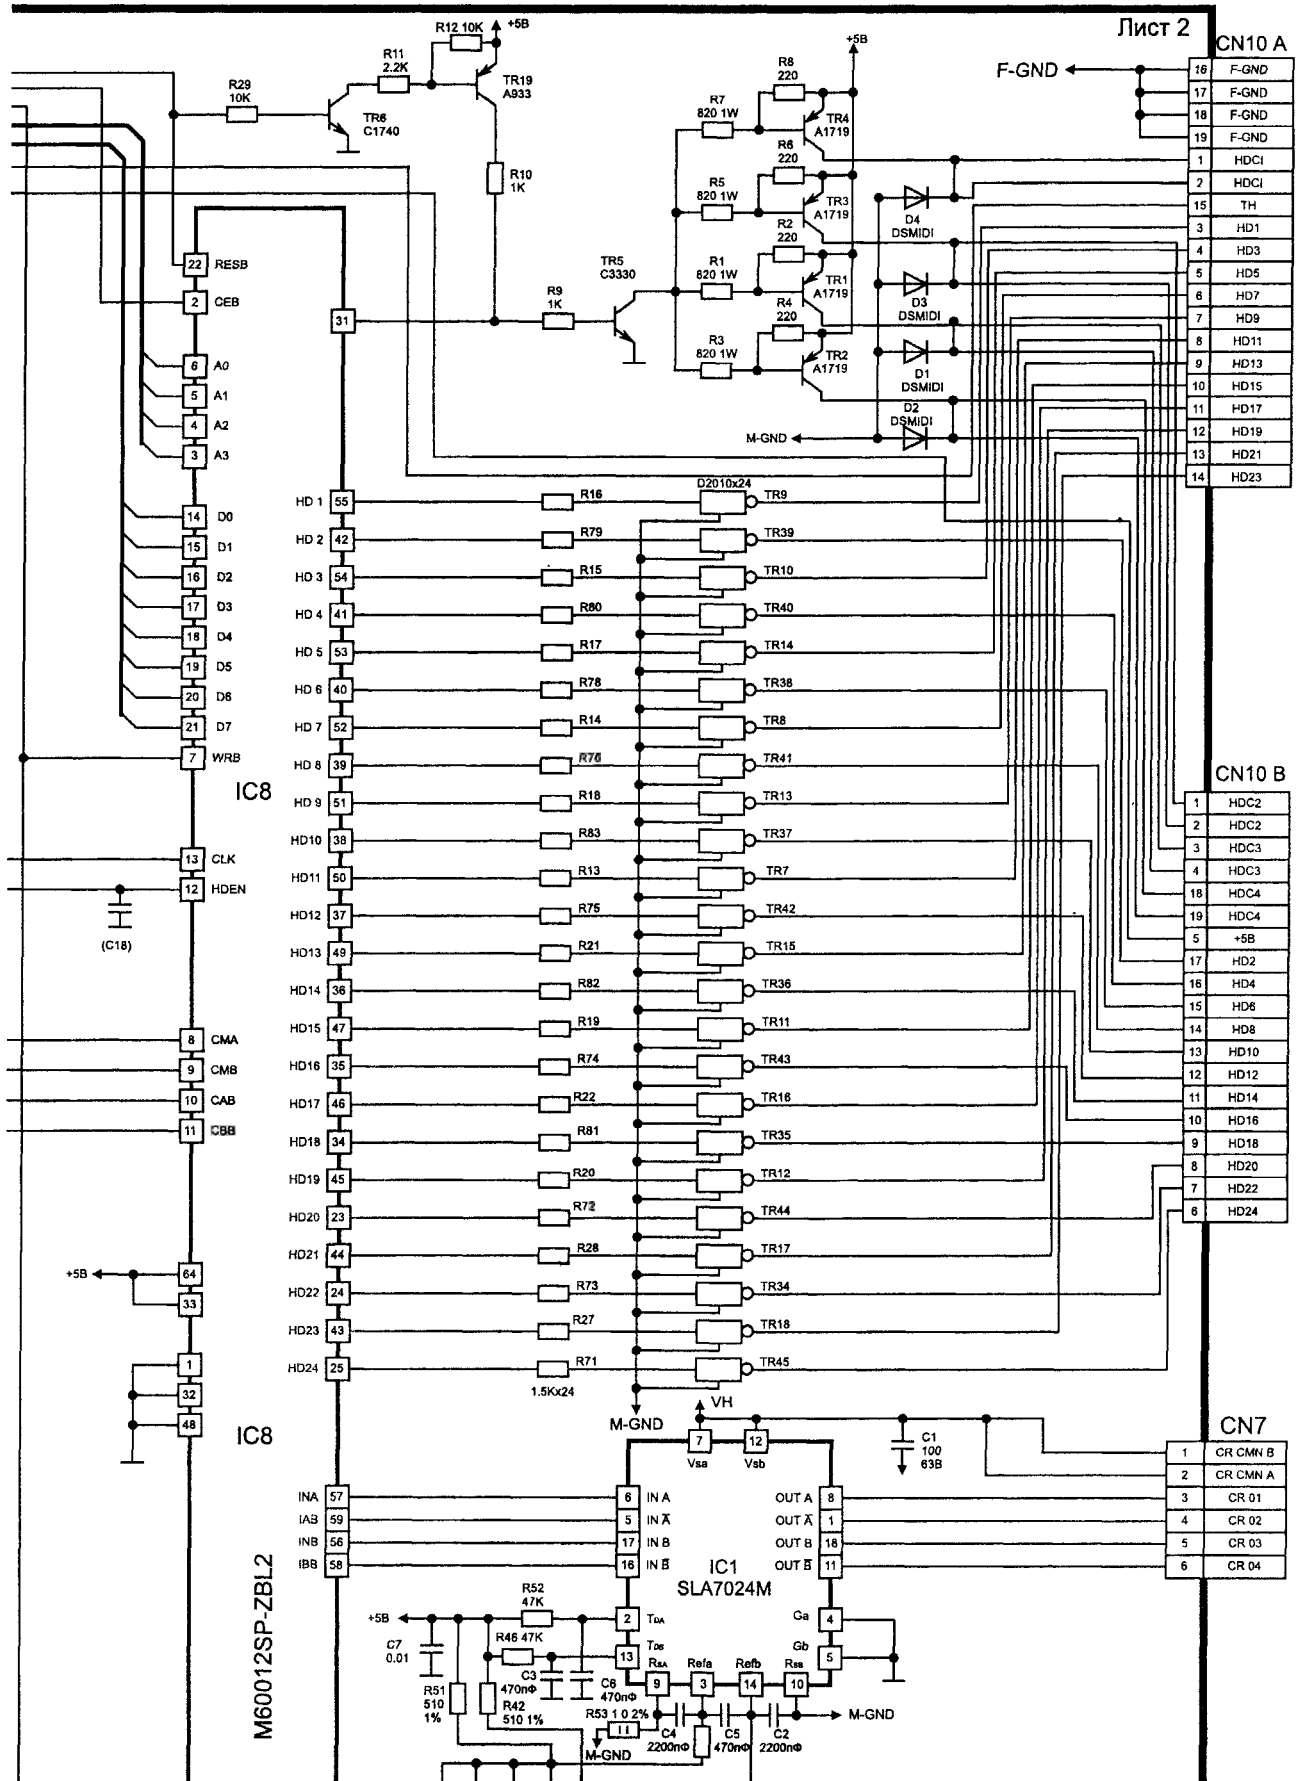 Лист 2
R12 10K
+5В
R11
2.2K
R29
10K
TR19
A933
TR6
C1740
R10
1K
+5В
R8
220
R7
820 1W
TR4
A1719
R6
220
R5
820 1W
TR3
A1719
R2
220
R1
820 1W
TR1
A1719
R4
220
R3
820 1W
TR2
A1719
TR5
C3330
R9
1K
D4
DSMIDI
D3
DSMIDI
D1
DSMIDI
D2
DSMIDI
M-GND
F-GND
CN10 A
16 F-GND
17 F-GND
18 F-GND
19 F-GND
1 HDCI
2 HDCI
15 TH
3 HD1
4 HD3
5 HD5
6 HD7
7 HD9
8 HD11
9 HD13
10 HD15
11 HD17
12 HD19
13 HD21
14 HD23
22 RESB
2 CEB
31
6 A0
5 A1
4 A2
3 A3
14 D0
15 D1
16 D2
17 D3
18 D4
19 D5
20 D6
21 D7
7 WRB
IC8
13 CLK
12 HDEN
(C18)
8 CMA
9 CMB
10 CAB
11 CBB
+5В
64
33
1
32
48
IC8
M60012SP-ZBL2
D2010x24
HD 1 55 R16 TR9
HD 2 42 R79 TR39
HD 3 54 R15 TR10
HD 4 41 R80 TR40
HD 5 53 R17 TR14
HD 6 40 R78 TR38
HD 7 52 R14 TR8
HD 8 39 R76 TR41
HD 9 51 R18 TR13
HD10 38 R83 TR37
HD11 50 R13 TR7
HD12 37 R75 TR42
HD13 49 R21 TR15
HD14 36 R82 TR36
HD15 47 R19 TR11
HD16 35 R74 TR43
HD17 46 R22 TR16
HD18 34 R81 TR35
HD19 45 R20 TR12
HD20 23 R72 TR44
HD21 44 R28 TR17
HD22 24 R73 TR34
HD23 43 R27 TR18
HD24 25 R71 TR45
1.5Kx24
M-GND
CN10 B
1 HDC2
2 HDC2
3 HDC3
4 HDC3
18 HDC4
19 HDC4
5 +5В
17 HD2
16 HD4
15 HD6
14 HD8
13 HD10
12 HD12
11 HD14
10 HD16
9 HD18
8 HD20
7 HD22
6 HD24
VH
7 12
Vsa Vsb
C1
100
63В
CN7
1 CR CMN B
2 CR CMN A
3 CR 01
4 CR 02
5 CR 03
6 CR 04
INA 57 6 IN A OUT A 8
IAB 59 5 IN A̅ OUT A̅ 1
INB 56 17 IN B OUT B 18
IBB 58 16 IN B̅ OUT B̅ 11
IC1
SLA7024M
+5В
R52
47K
2 TDA Ga 4
R46 47K
13 TDB Gb 5
C7
0.01
C3
470пФ
C6
470пФ
RSA Refa Refb RSB
9 3 14 10
R51
510
1%
R42
510 1%
R53 1 0 2%
M-GND
C4
2200пФ
C5
470пФ
C2
2200пФ
M-GND